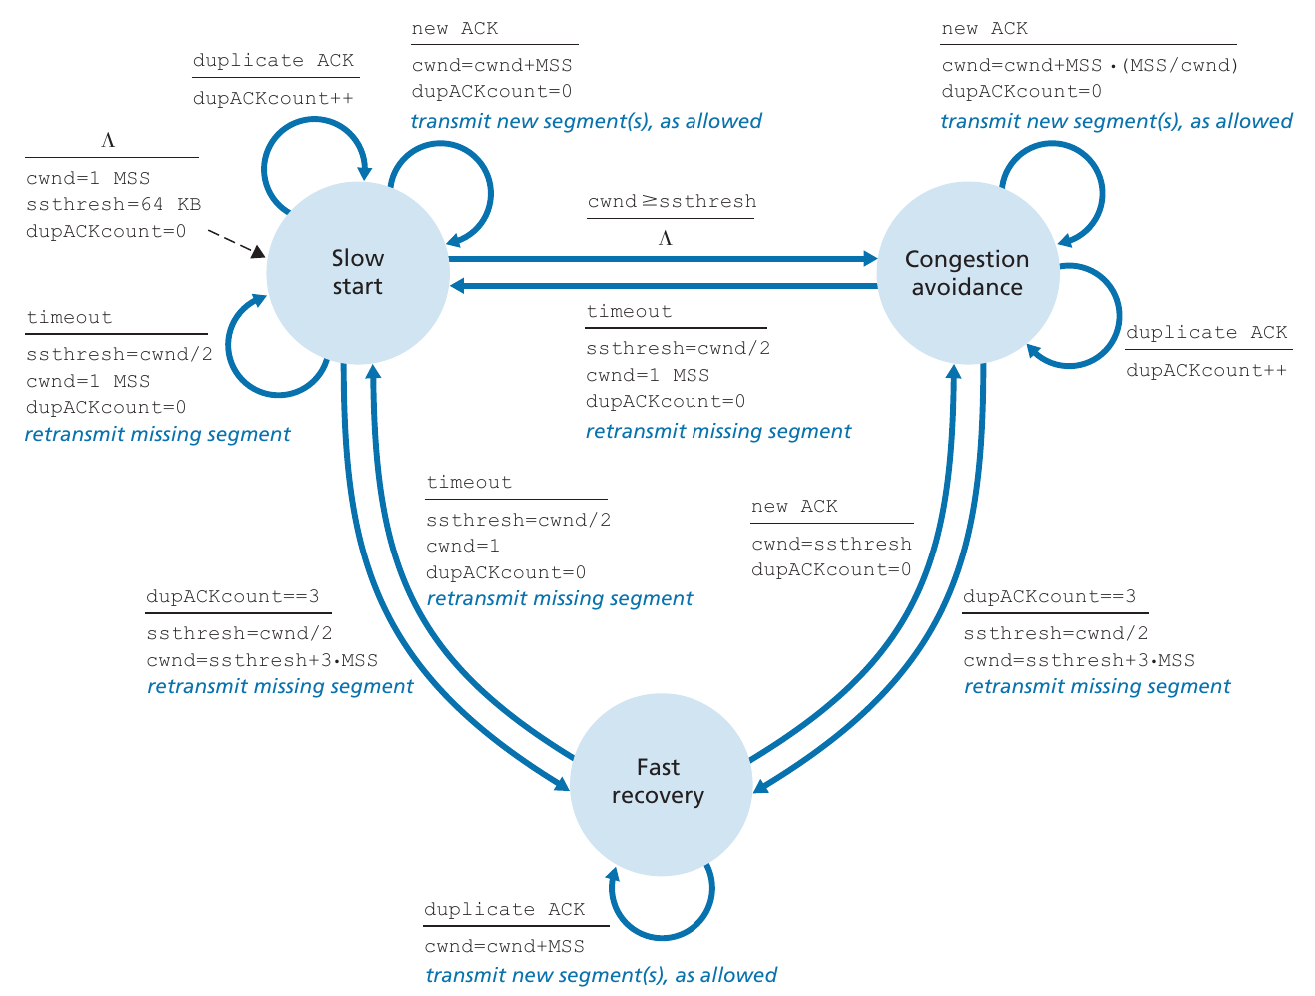 new ACK
cwnd=cwnd+MSS
dupACKcount=0
transmit new segment(s), as allowed
new ACK
cwnd=cwnd+MSS •(MSS/cwnd)
dupACKcount=0
transmit new segment(s), as allowed
duplicate ACK
dupACKcount++
Λ
cwnd=1 MSS
ssthresh=64 KB
dupACKcount=0
cwnd≥ssthresh
Λ
Slow
start
Congestion
avoidance
timeout
ssthresh=cwnd/2
cwnd=1 MSS
dupACKcount=0
retransmit missing segment
timeout
ssthresh=cwnd/2
cwnd=1 MSS
dupACKcount=0
retransmit missing segment
duplicate ACK
dupACKcount++
timeout
ssthresh=cwnd/2
cwnd=1
dupACKcount=0
retransmit missing segment
new ACK
cwnd=ssthresh
dupACKcount=0
dupACKcount==3
ssthresh=cwnd/2
cwnd=ssthresh+3•MSS
retransmit missing segment
dupACKcount==3
ssthresh=cwnd/2
cwnd=ssthresh+3•MSS
retransmit missing segment
Fast
recovery
duplicate ACK
cwnd=cwnd+MSS
transmit new segment(s), as allowed